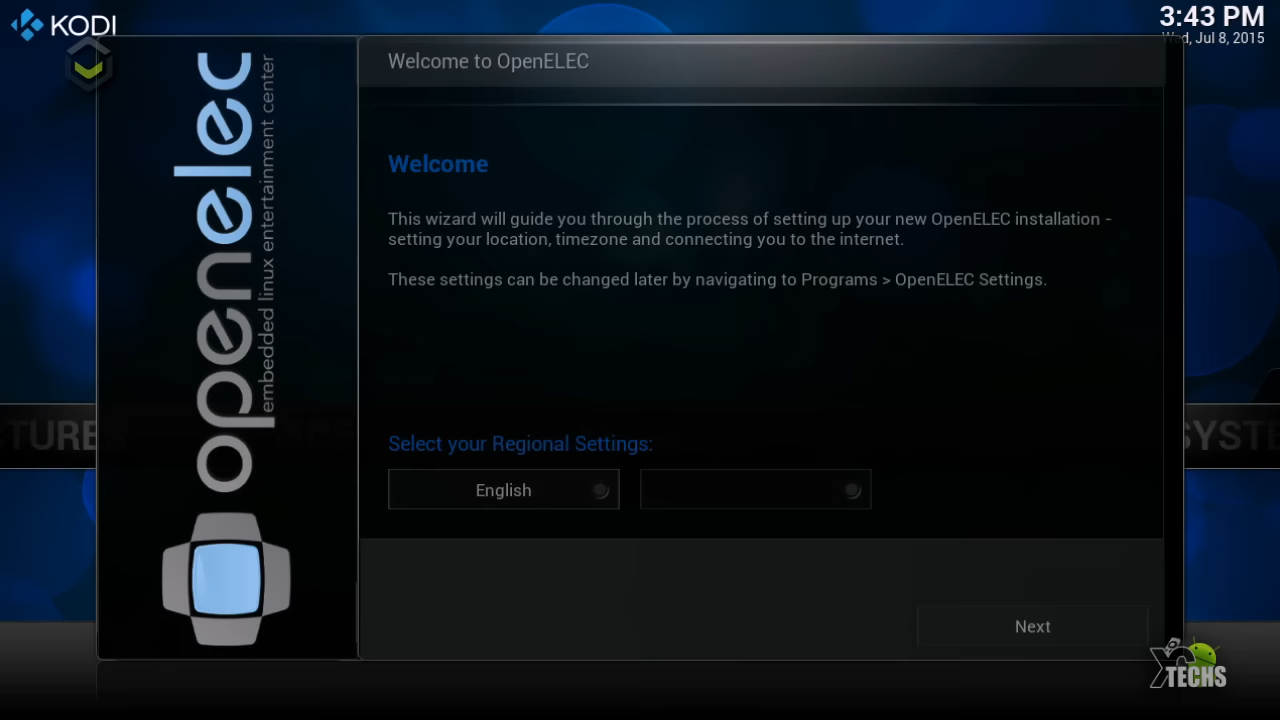 KODI
3:43 PM
Wed, Jul 8, 2015
openelec
embedded linux entertainment center
Welcome to OpenELEC
Welcome
This wizard will guide you through the process of setting up your new OpenELEC installation -
setting your location, timezone and connecting you to the internet.
These settings can be changed later by navigating to Programs > OpenELEC Settings.
TURE
SYST
Select your Regional Settings:
English
Next
TECHS